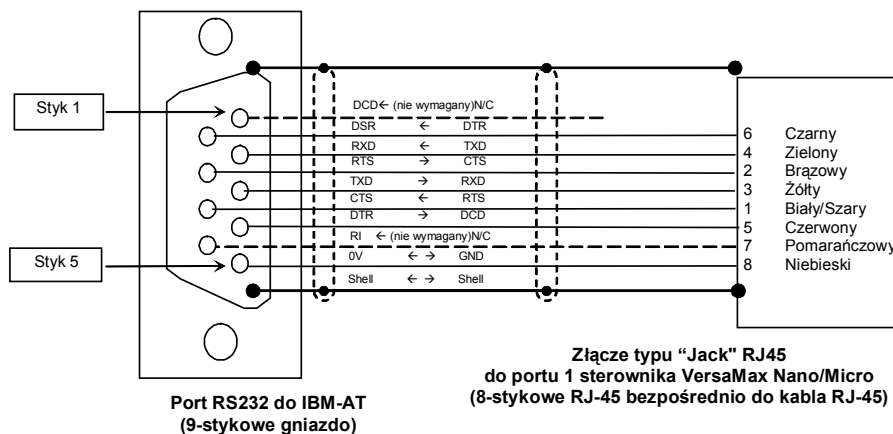 Styk 1
DCD← (nie wymagany)N/C
DSR ← DTR
6 Czarny
RXD ← TXD
4 Zielony
RTS → CTS
2 Brązowy
TXD → RXD
3 Żółty
CTS ← RTS
1 Biały/Szary
DTR → DCD
5 Czerwony
RI ← (nie wymagany)N/C
7 Pomarańczowy
Styk 5
0V ← → GND
8 Niebieski
Shell ← → Shell
Złącze typu “Jack" RJ45
do portu 1 sterownika VersaMax Nano/Micro
(8-stykowe RJ-45 bezpośrednio do kabla RJ-45)
Port RS232 do IBM-AT
(9-stykowe gniazdo)